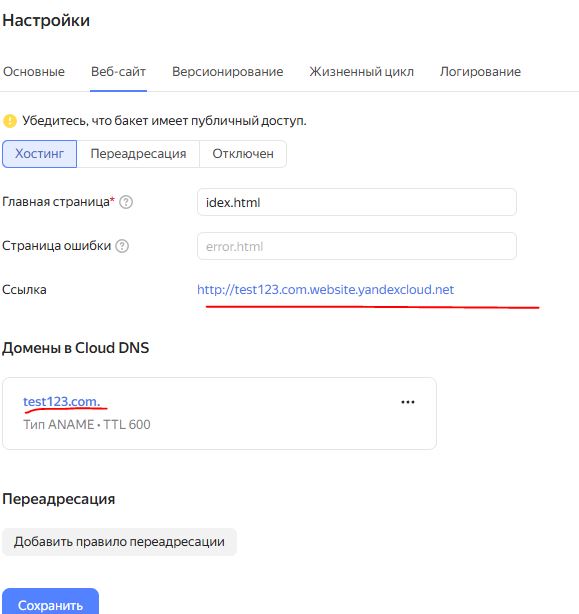 Настройки
Основные Веб-сайт Версионирование Жизненный цикл Логирование
Убедитесь, что бакет имеет публичный доступ.
Хостинг Переадресация Отключен
Главная страница* idex.html
Страница ошибки error.html
Ссылка http://test123.com.website.yandexcloud.net
Домены в Cloud DNS
test123.com.
Тип ANAME • TTL 600
Переадресация
Добавить правило переадресации
Сохранить